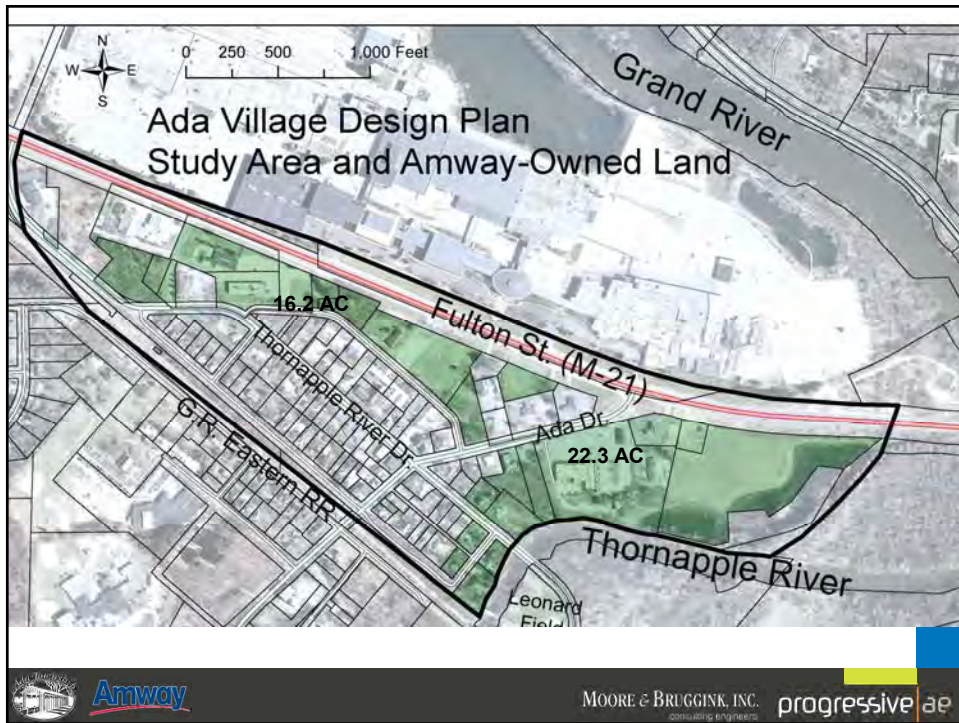 N
W E
S
0 250 500 1,000 Feet
Ada Village Design Plan
Study Area and Amway-Owned Land
Grand River
16.2 AC
Fulton St. (M-21)
Thornapple River Dr.
Ada Dr.
G.R. Eastern RR
22.3 AC
Thornapple River
Leonard
Field
Ada Township
Amway
MOORE & BRUGGINK, INC.
consulting engineers
progressive ae